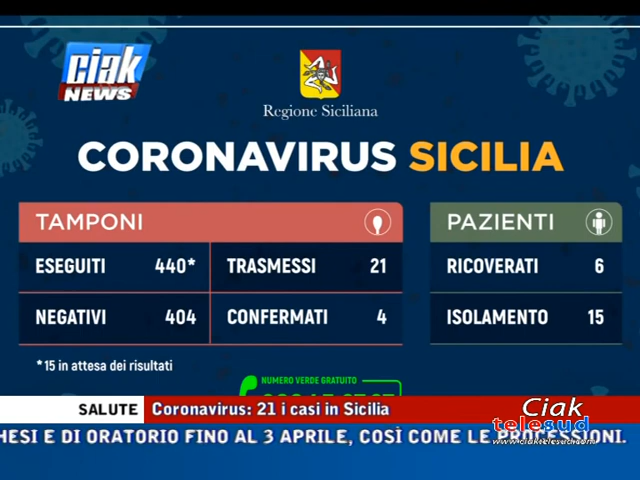 ciak
NEWS
Regione Siciliana
CORONAVIRUS SICILIA
TAMPONI
ESEGUITI 440*
TRASMESSI 21
NEGATIVI 404
CONFERMATI 4
PAZIENTI
RICOVERATI 6
ISOLAMENTO 15
*15 in attesa dei risultati
NUMERO VERDE GRATUITO
SALUTE Coronavirus: 21 i casi in Sicilia
Ciak
telesud
www.ciaktelesud.com
HESI E DI ORATORIO FINO AL 3 APRILE, COSÌ COME LE PROCESSIONI.